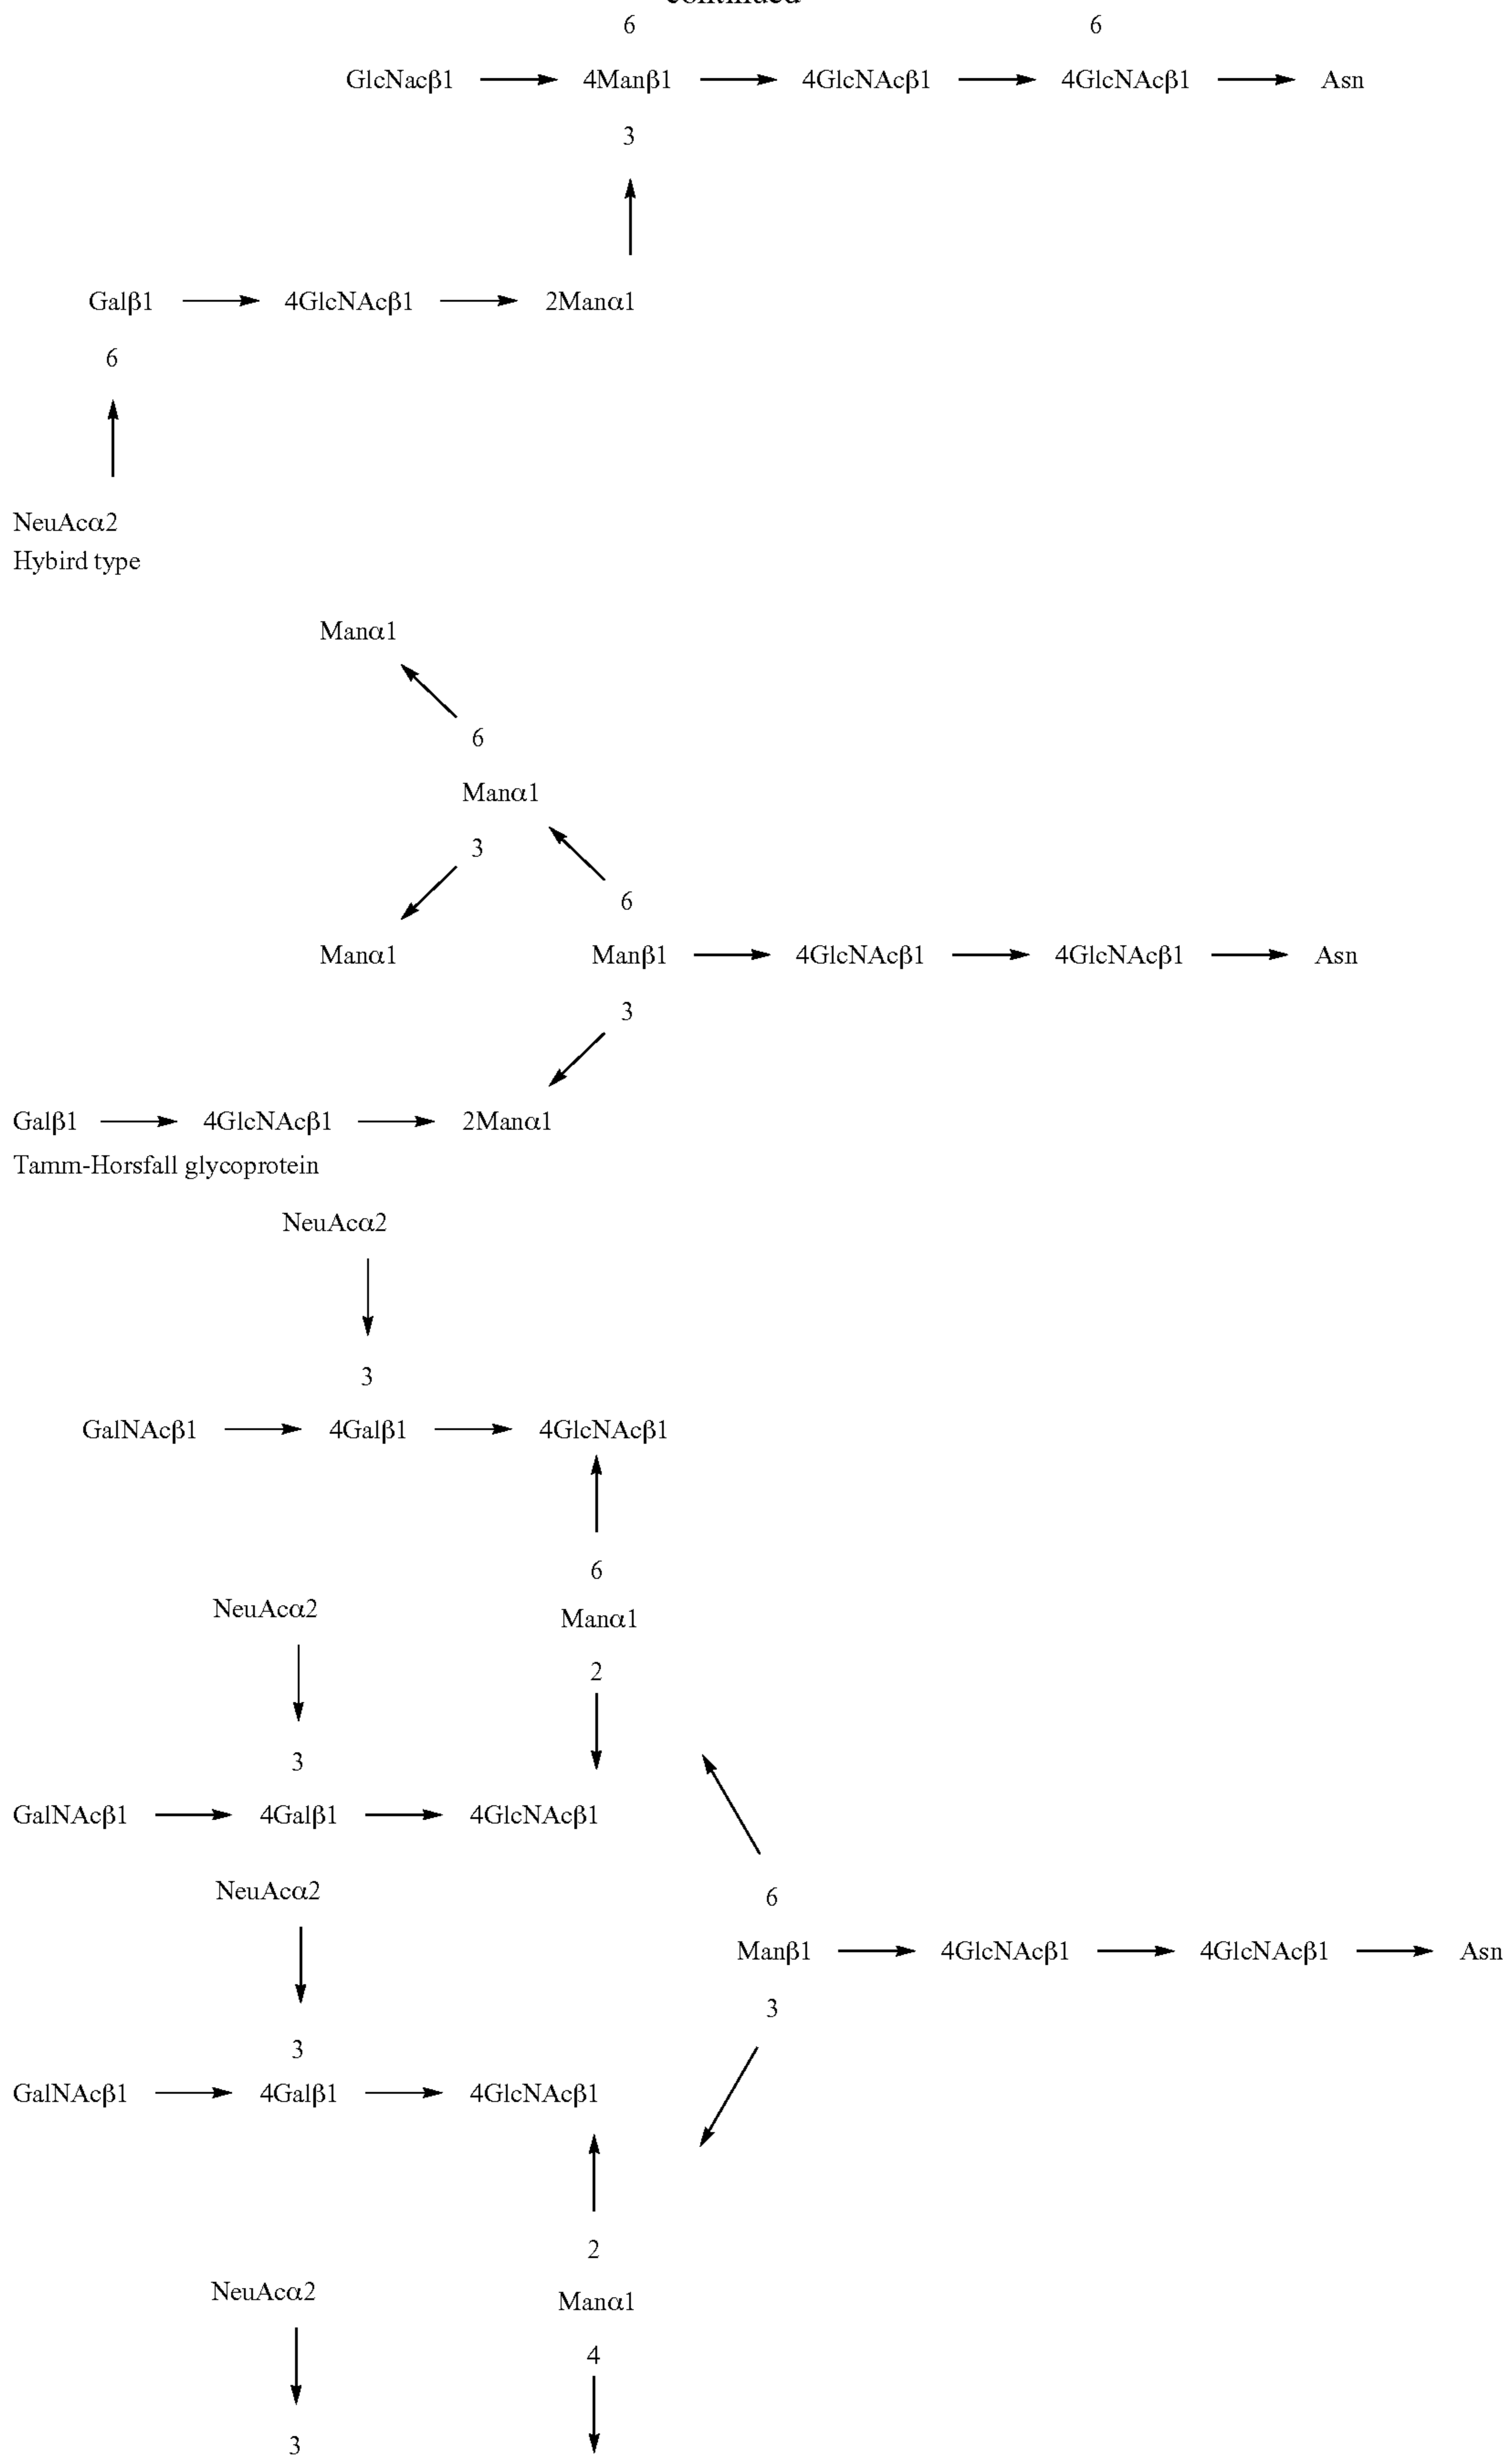 continued
6 6
GlcNacβ1 → 4Manβ1 → 4GlcNAcβ1 → 4GlcNAcβ1 → Asn
3
Galβ1 → 4GlcNAcβ1 → 2Manα1
6
NeuAcα2
Hybird type
Manα1
6
Manα1
3
6
Manα1 Manβ1 → 4GlcNAcβ1 → 4GlcNAcβ1 → Asn
3
Galβ1 → 4GlcNAcβ1 → 2Manα1
Tamm-Horsfall glycoprotein
NeuAcα2
3
GalNAcβ1 → 4Galβ1 → 4GlcNAcβ1
6
NeuAcα2 Manα1
2
3
GalNAcβ1 → 4Galβ1 → 4GlcNAcβ1
NeuAcα2 6
Manβ1 → 4GlcNAcβ1 → 4GlcNAcβ1 → Asn
3
3
GalNAcβ1 → 4Galβ1 → 4GlcNAcβ1
2
NeuAcα2 Manα1
4
3